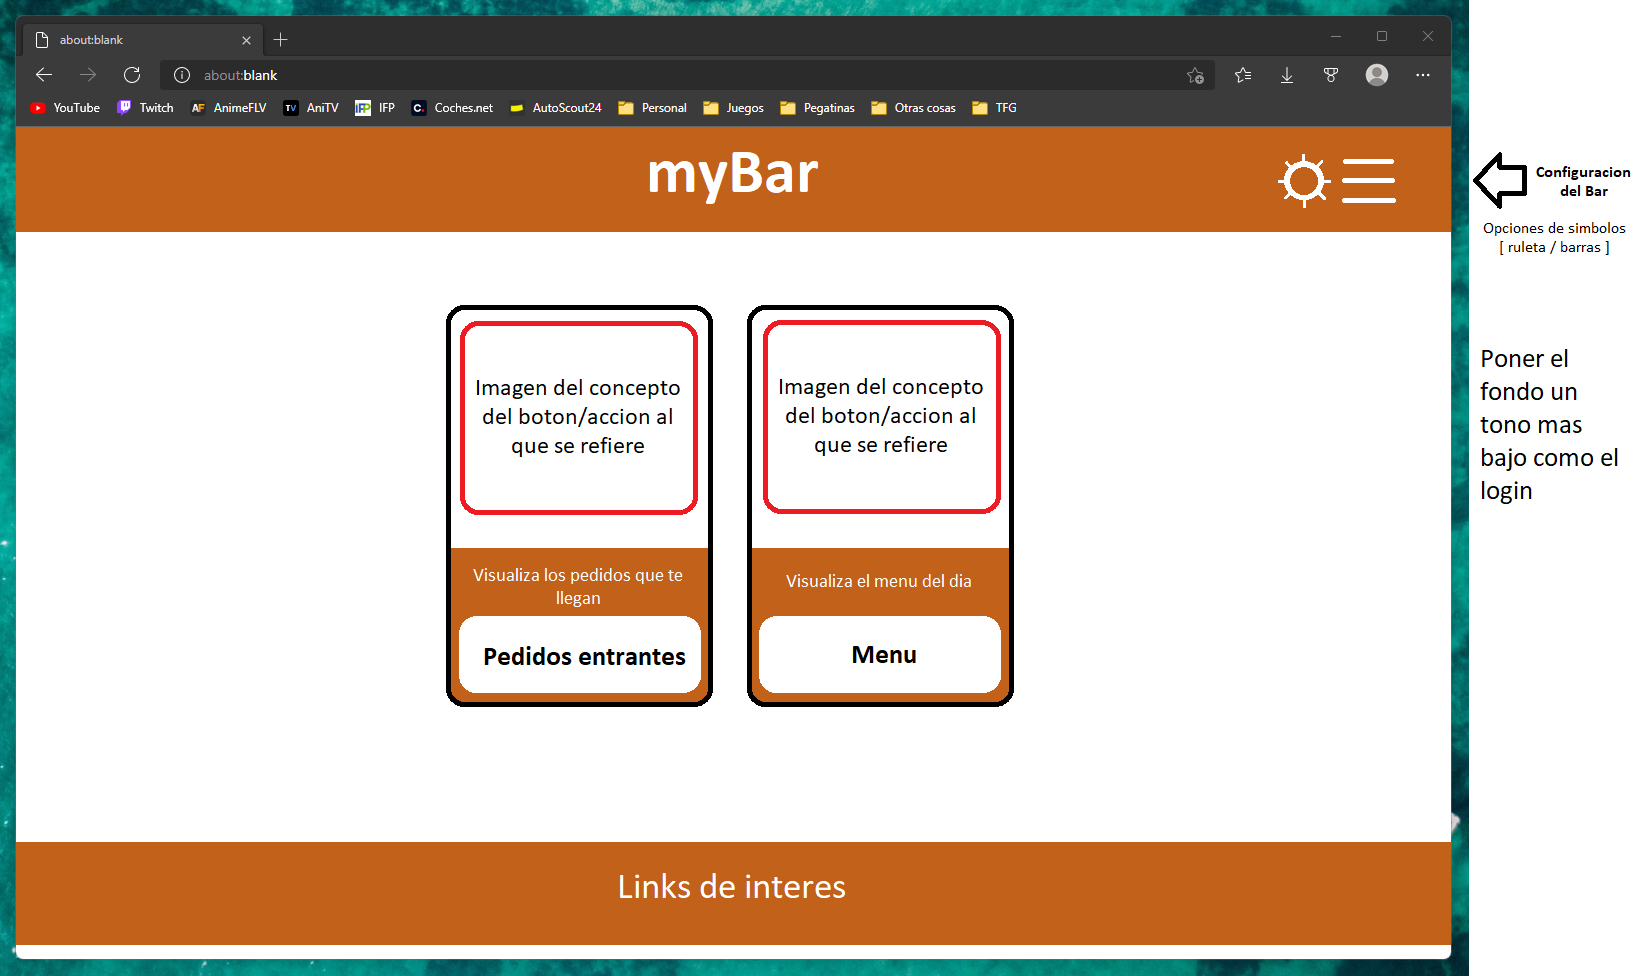 about:blank
about:blank
YouTube Twitch AnimeFLV AniTV IFP Coches.net AutoScout24 Personal Juegos Pegatinas Otras cosas TFG
myBar
Configuracion
del Bar
Opciones de simbolos
[ ruleta / barras ]
Imagen del concepto
del boton/accion al
que se refiere
Imagen del concepto
del boton/accion al
que se refiere
Poner el
fondo un
tono mas
bajo como el
login
Visualiza los pedidos que te
llegan
Pedidos entrantes
Visualiza el menu del dia
Menu
Links de interes